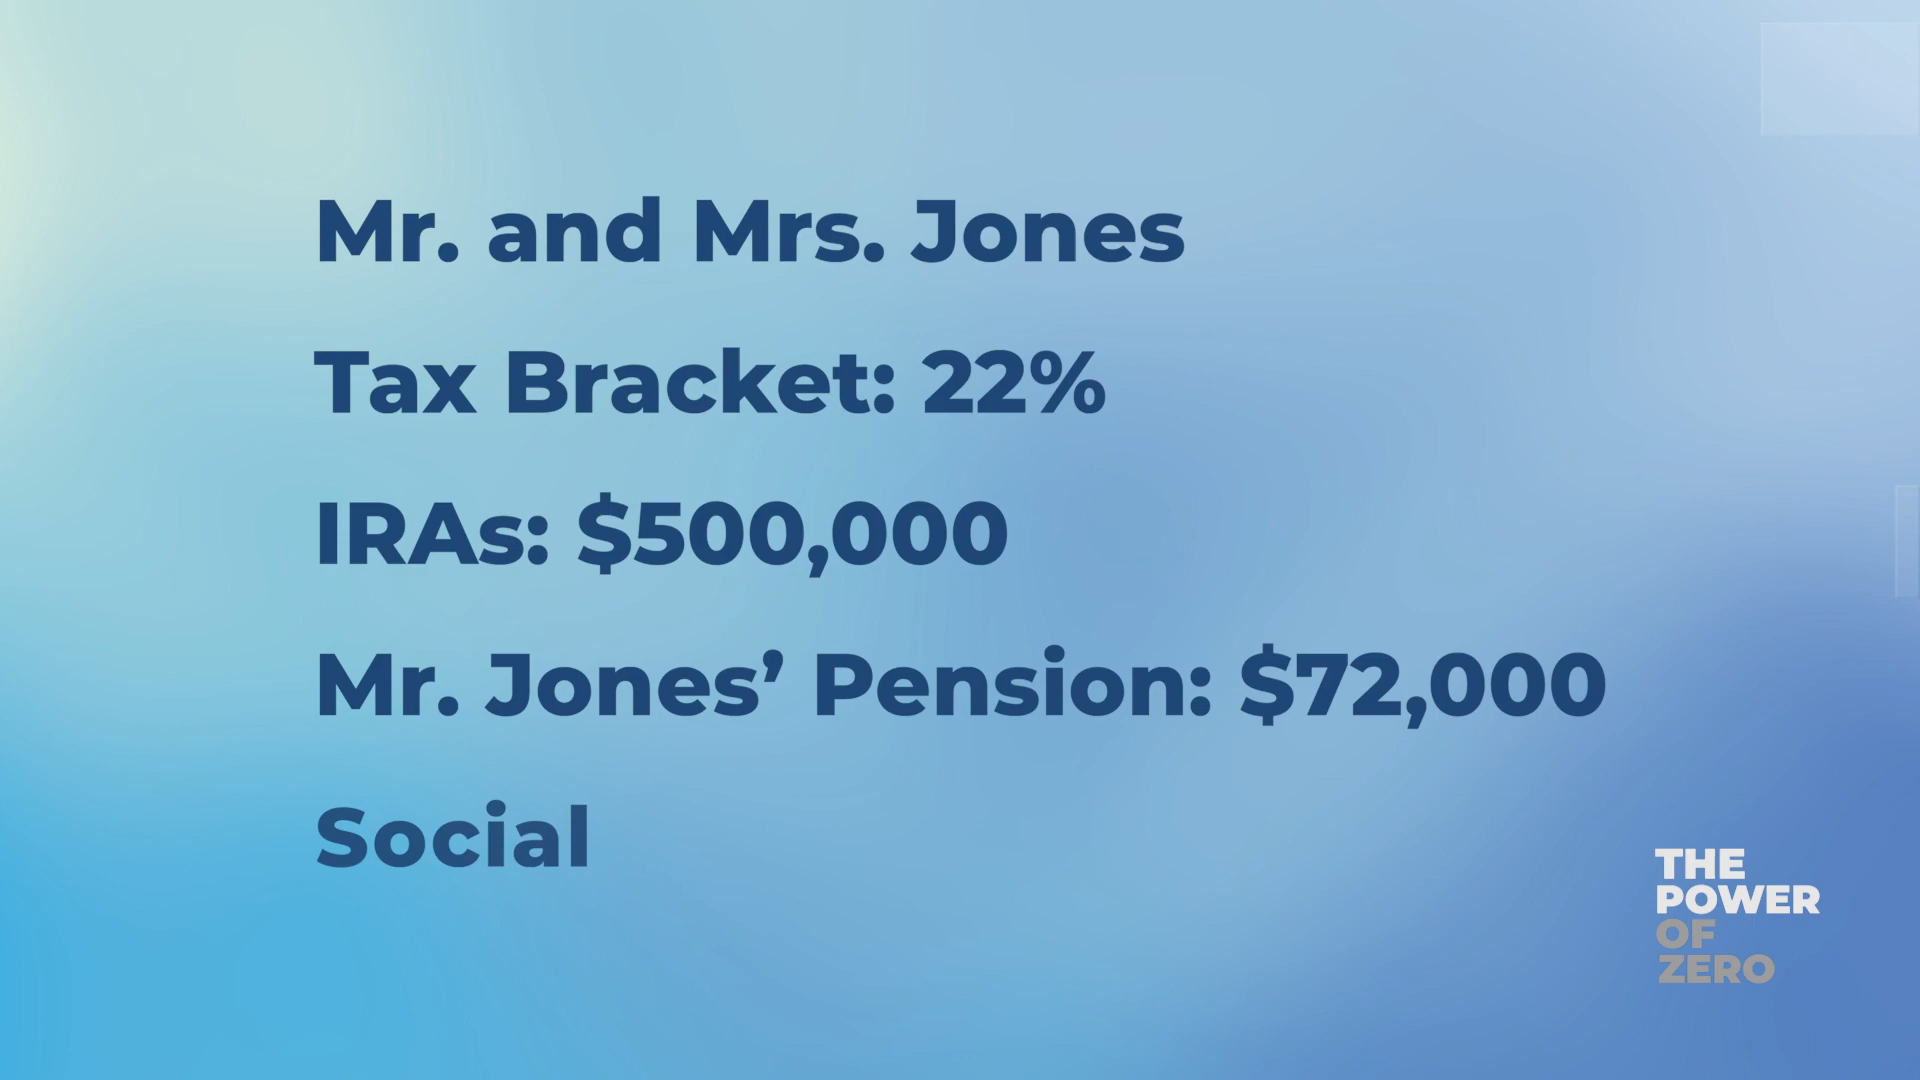 Mr. and Mrs. Jones
Tax Bracket: 22%
IRAs: $500,000
Mr. Jones’ Pension: $72,000
Social
THE
POWER
OF
ZERO